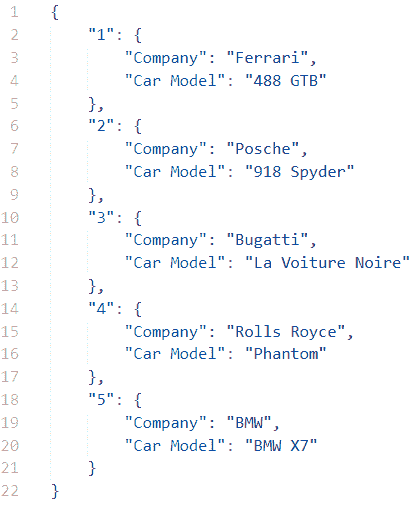 1 {
2 "1": {
3 "Company": "Ferrari",
4 "Car Model": "488 GTB"
5 },
6 "2": {
7 "Company": "Posche",
8 "Car Model": "918 Spyder"
9 },
10 "3": {
11 "Company": "Bugatti",
12 "Car Model": "La Voiture Noire"
13 },
14 "4": {
15 "Company": "Rolls Royce",
16 "Car Model": "Phantom"
17 },
18 "5": {
19 "Company": "BMW",
20 "Car Model": "BMW X7"
21 }
22 }